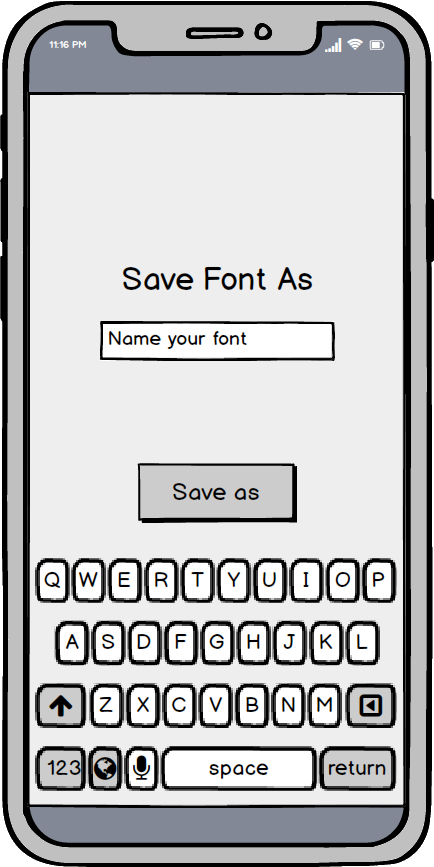 11:16 PM
Save Font As
Name your font
Save as
Q W E R T Y U I O P
A S D F G H J K L
Z X C V B N M
123 space return